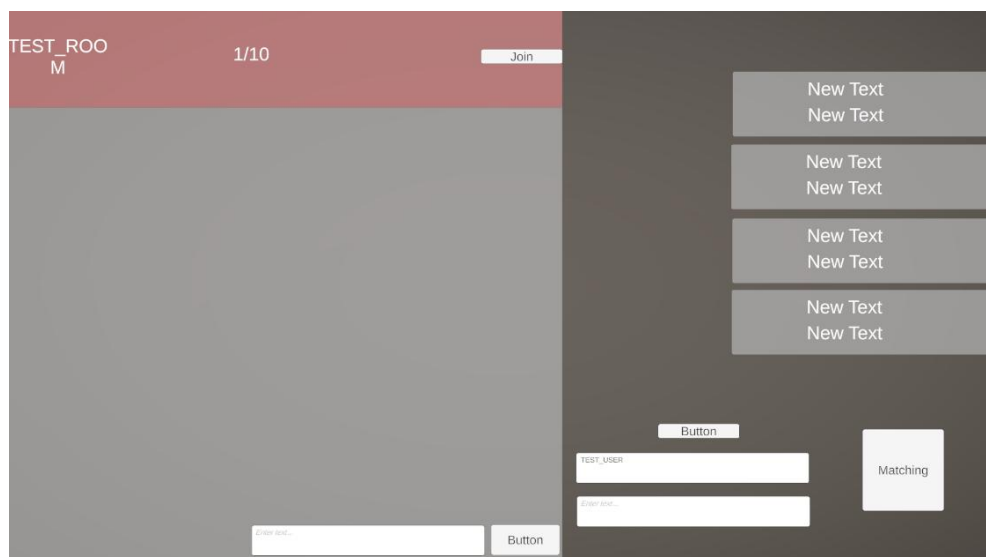 TEST_ROO
M
1/10
Join
New Text
New Text
New Text
New Text
New Text
New Text
New Text
New Text
Button
TEST_USER
Matching
Enter text...
Enter text...
Button